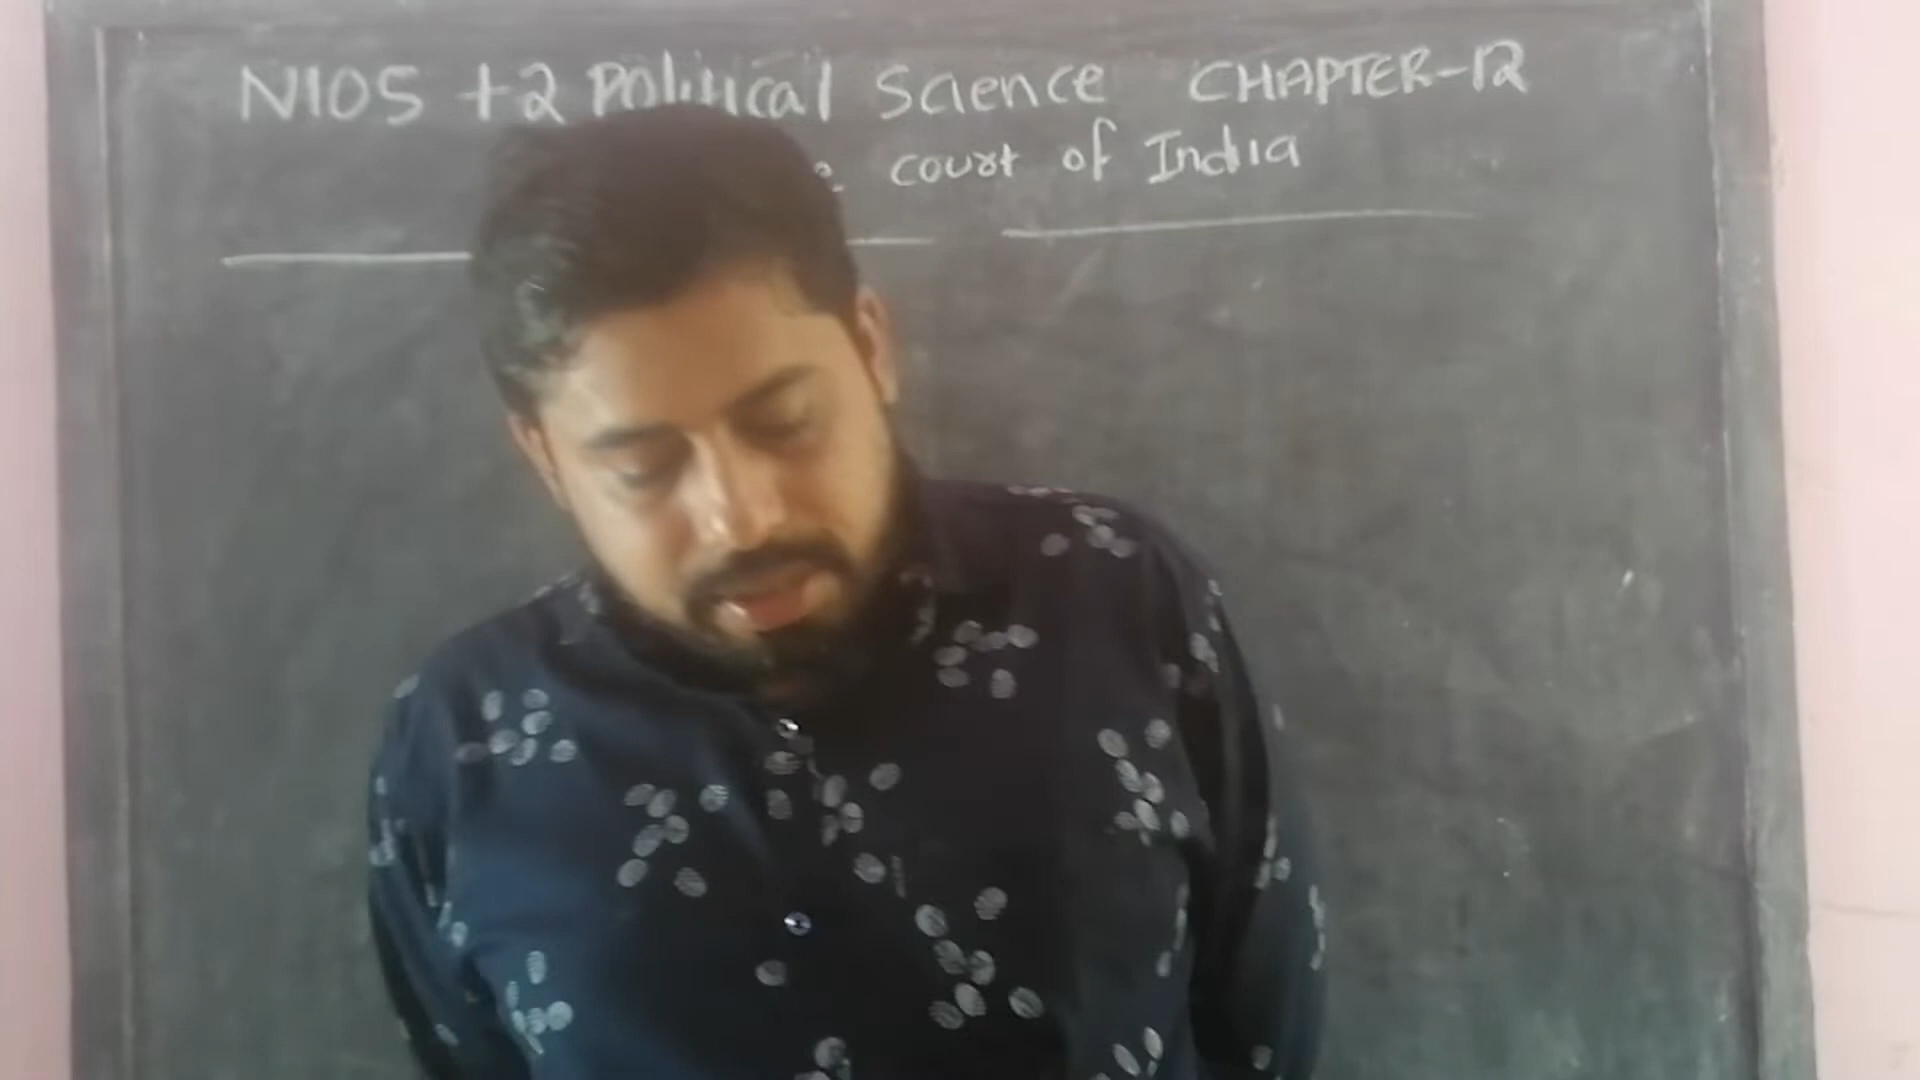 NIOS +2 Political Science CHAPTER-12
court of India